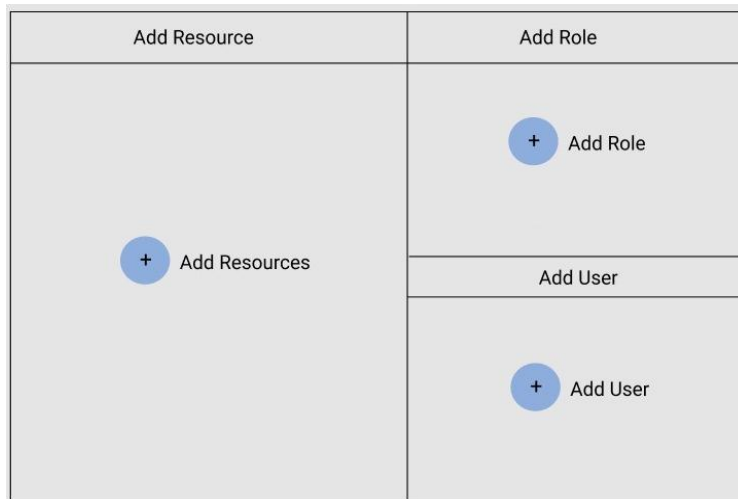 Add Resource
Add Role
+ Add Role
+ Add Resources
Add User
+ Add User